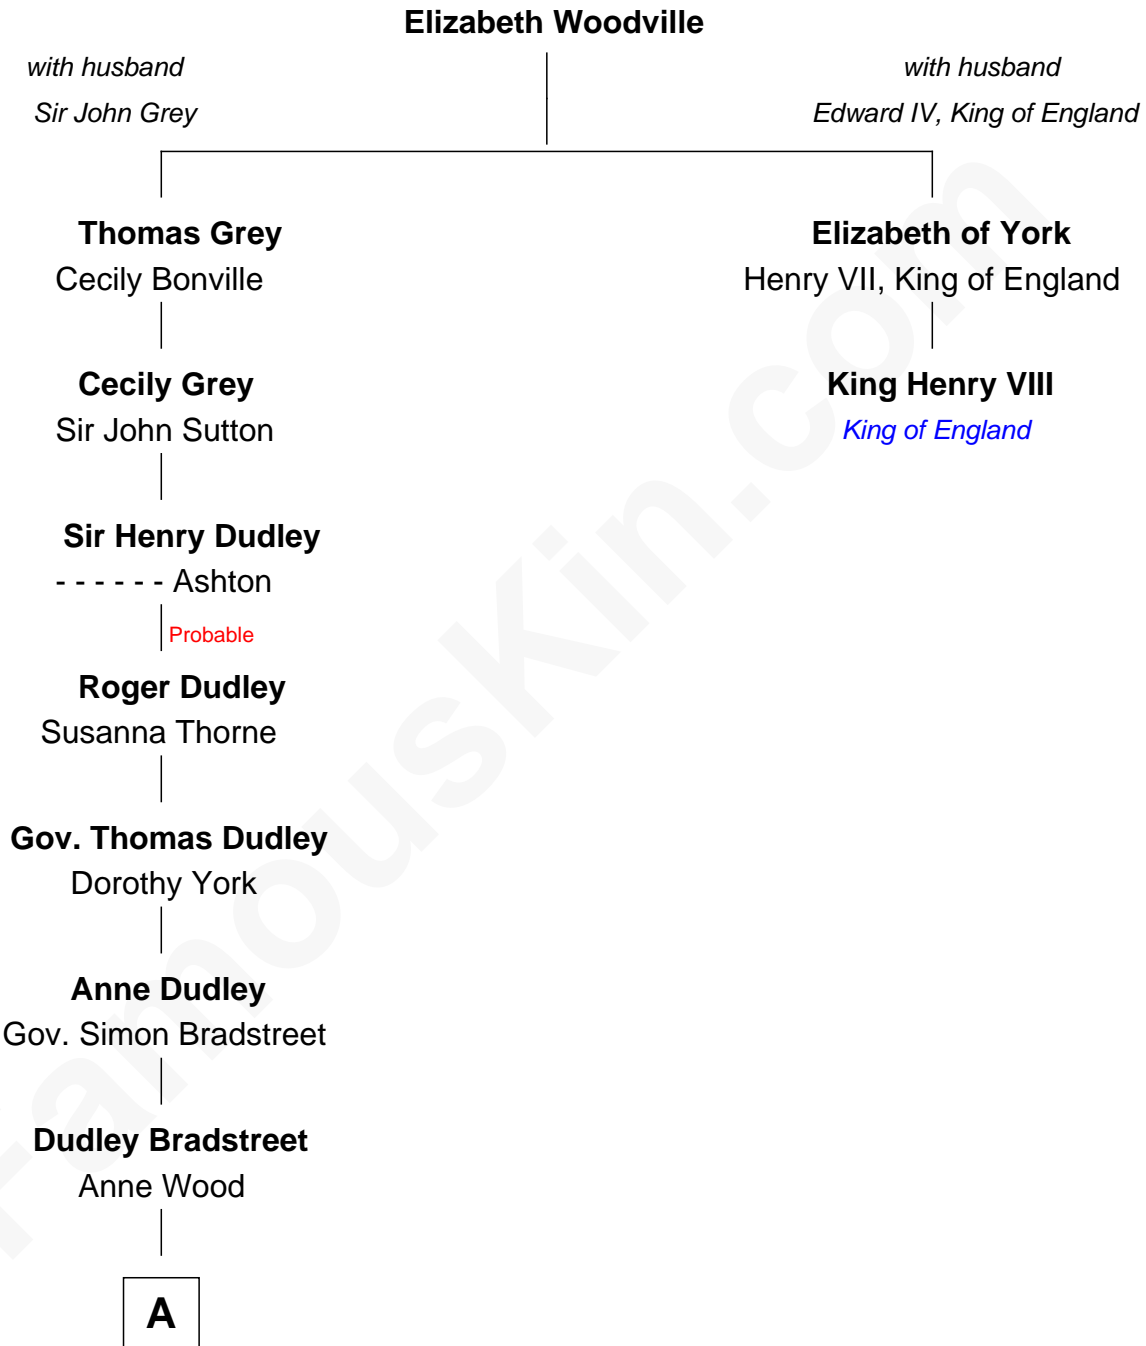 Elizabeth Woodville
with husband
Sir John Grey
with husband
Edward IV, King of England
Thomas Grey
Cecily Bonville
Elizabeth of York
Henry VII, King of England
Cecily Grey
Sir John Sutton
King Henry VIII
King of England
Sir Henry Dudley
- - - - - - Ashton
Probable
Roger Dudley
Susanna Thorne
Gov. Thomas Dudley
Dorothy York
Anne Dudley
Gov. Simon Bradstreet
Dudley Bradstreet
Anne Wood
A
FamousKin.com